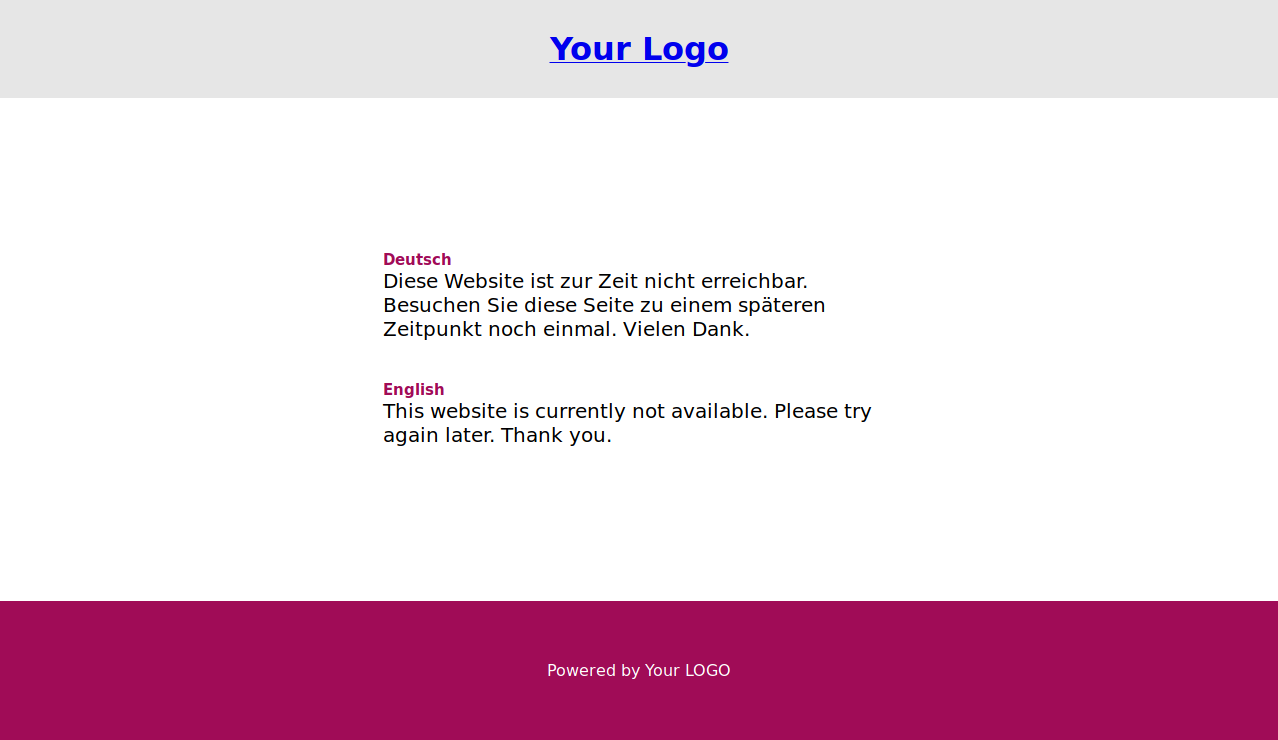 Your Logo
Deutsch
Diese Website ist zur Zeit nicht erreichbar.
Besuchen Sie diese Seite zu einem späteren
Zeitpunkt noch einmal. Vielen Dank.
English
This website is currently not available. Please try
again later. Thank you.
Powered by Your LOGO